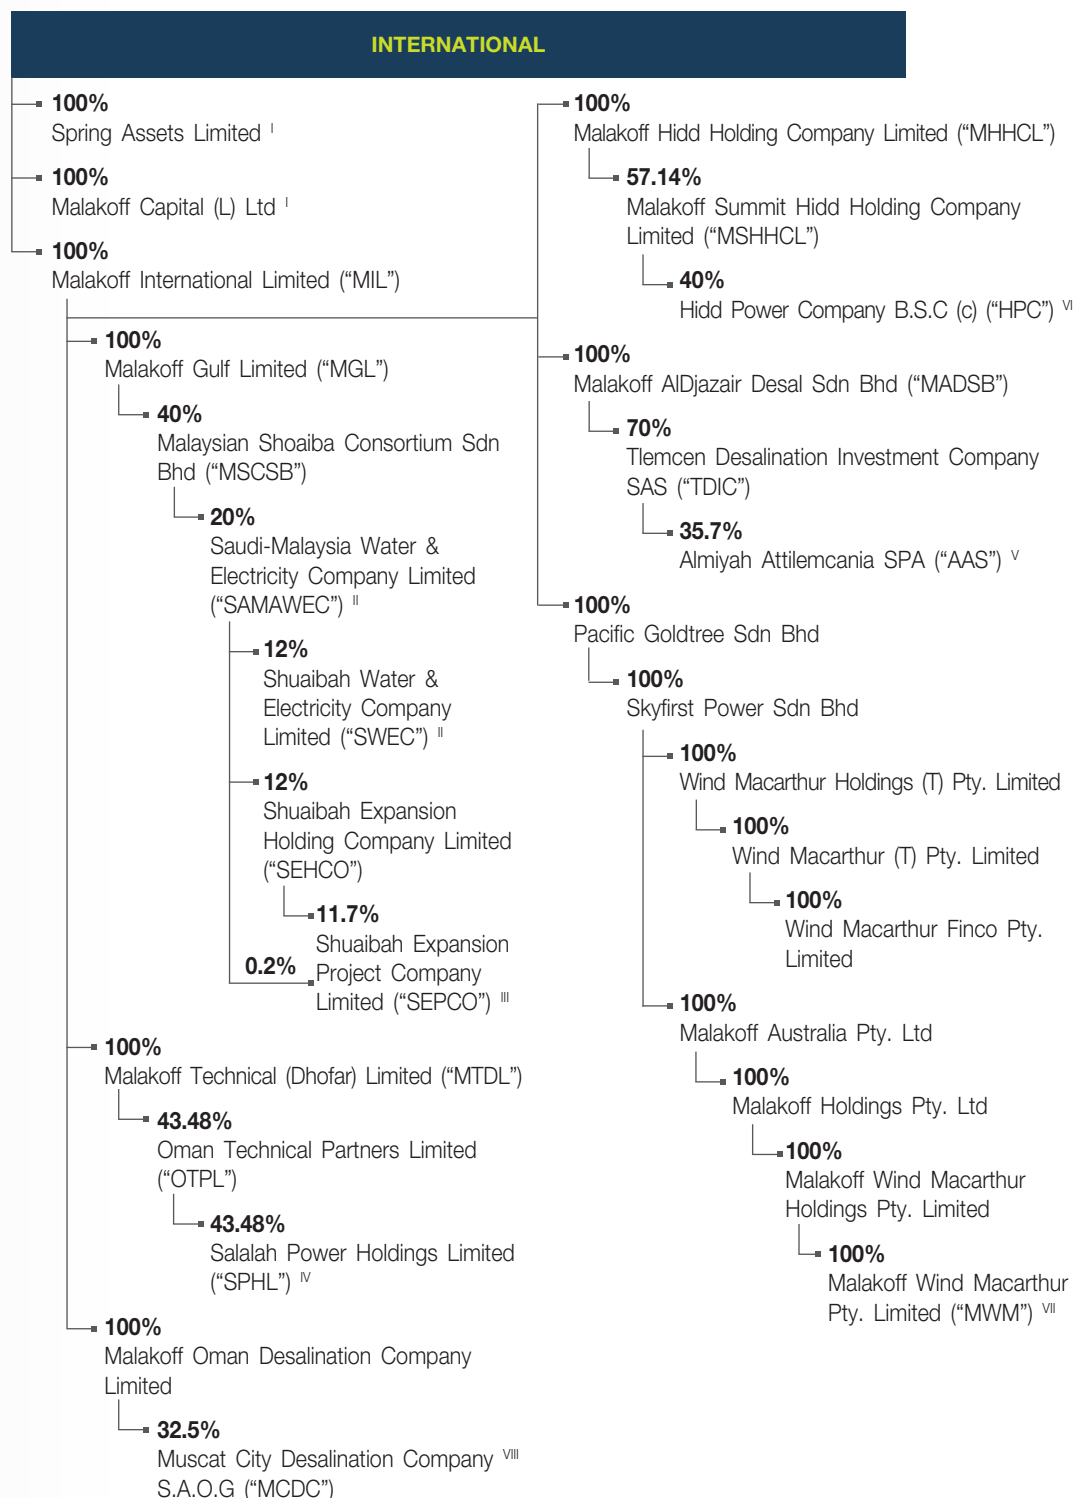 INTERNATIONAL
100%
Spring Assets Limited I
100%
Malakoff Capital (L) Ltd I
100%
Malakoff International Limited (“MIL”)
100%
Malakoff Gulf Limited (“MGL”)
40%
Malaysian Shoaiba Consortium Sdn
Bhd (“MSCSB”)
20%
Saudi-Malaysia Water &
Electricity Company Limited
(“SAMAWEC”) II
12%
Shuaibah Water &
Electricity Company
Limited (“SWEC”) II
12%
Shuaibah Expansion
Holding Company Limited
(“SEHCO”)
11.7%
0.2%
Shuaibah Expansion
Project Company
Limited (“SEPCO”) III
100%
Malakoff Technical (Dhofar) Limited (“MTDL”)
43.48%
Oman Technical Partners Limited
(“OTPL”)
43.48%
Salalah Power Holdings Limited
(“SPHL”) IV
100%
Malakoff Oman Desalination Company
Limited
32.5%
Muscat City Desalination Company VIII
S.A.O.G (“MCDC”)
100%
Malakoff Hidd Holding Company Limited (“MHHCL”)
57.14%
Malakoff Summit Hidd Holding Company
Limited (“MSHHCL”)
40%
Hidd Power Company B.S.C (c) (“HPC”) VI
100%
Malakoff AlDjazair Desal Sdn Bhd (“MADSB”)
70%
Tlemcen Desalination Investment Company
SAS (“TDIC”)
35.7%
Almiyah Attilemcania SPA (“AAS”) V
100%
Pacific Goldtree Sdn Bhd
100%
Skyfirst Power Sdn Bhd
100%
Wind Macarthur Holdings (T) Pty. Limited
100%
Wind Macarthur (T) Pty. Limited
100%
Wind Macarthur Finco Pty.
Limited
100%
Malakoff Australia Pty. Ltd
100%
Malakoff Holdings Pty. Ltd
100%
Malakoff Wind Macarthur
Holdings Pty. Limited
100%
Malakoff Wind Macarthur
Pty. Limited (“MWM”) VII